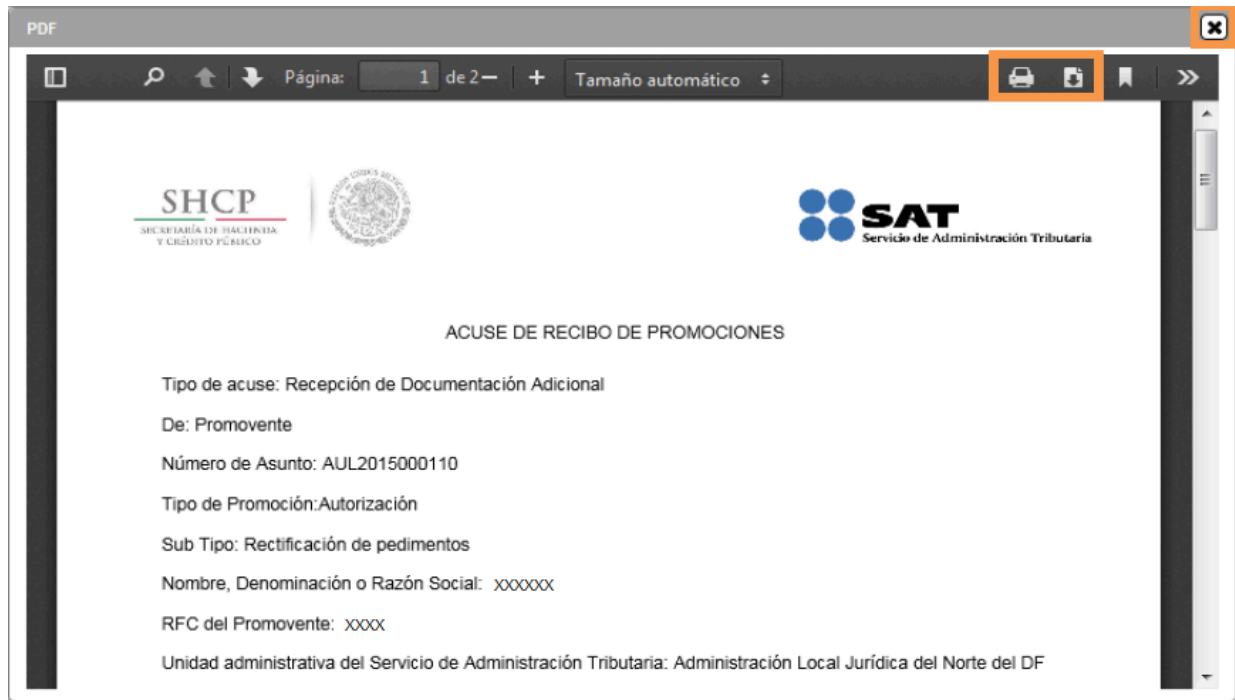 PDF
Página: 1 de 2 Tamaño automático
SHCP
SECRETARÍA DE HACIENDA
Y CRÉDITO PÚBLICO
SAT
Servicio de Administración Tributaria
ACUSE DE RECIBO DE PROMOCIONES
Tipo de acuse: Recepción de Documentación Adicional
De: Promovente
Número de Asunto: AUL2015000110
Tipo de Promoción:Autorización
Sub Tipo: Rectificación de pedimentos
Nombre, Denominación o Razón Social: XXXXXX
RFC del Promovente: XXXX
Unidad administrativa del Servicio de Administración Tributaria: Administración Local Jurídica del Norte del DF